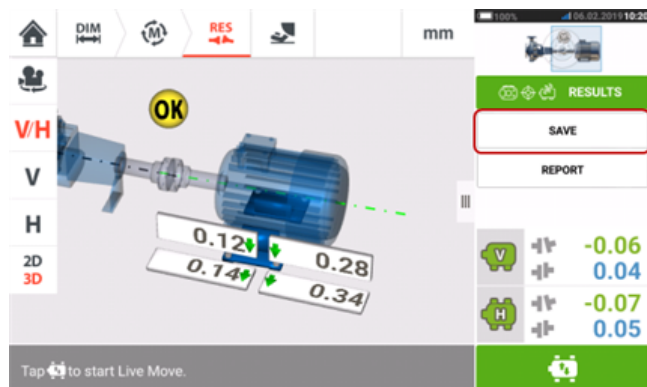 DIM
M
RES
mm
100%
06.02.2019 10:20
V/H
V
H
2D
3D
OK
0.12
0.28
0.14
0.34
RESULTS
SAVE
REPORT
V
-0.06
0.04
H
-0.07
0.05
Tap to start Live Move.